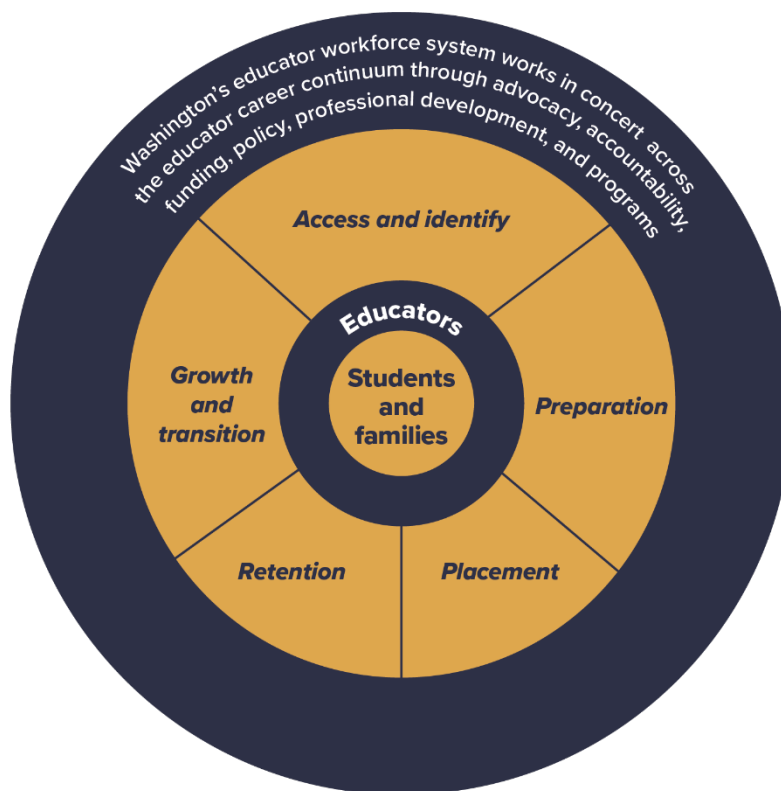 Washington's educator workforce system works in concert across
the educator career continuum through advocacy, accountability,
funding, policy, professional development, and programs
Access and identify
Educators
Students
and
families
Growth
and
transition
Preparation
Retention
Placement